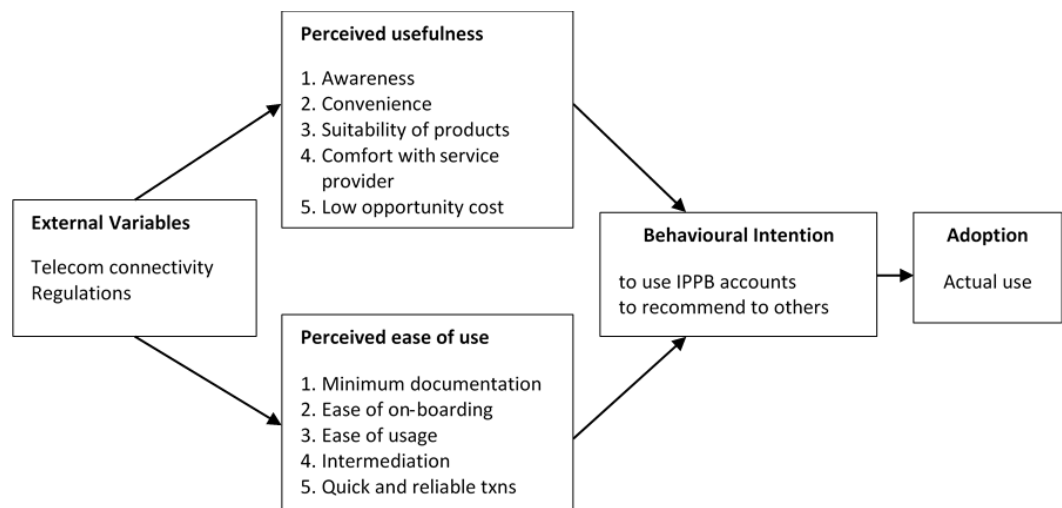 Perceived usefulness
1. Awareness
2. Convenience
3. Suitability of products
4. Comfort with service
provider
5. Low opportunity cost
External Variables
Telecom connectivity
Regulations
Perceived ease of use
1. Minimum documentation
2. Ease of on-boarding
3. Ease of usage
4. Intermediation
5. Quick and reliable txns
Behavioural Intention
to use IPPB accounts
to recommend to others
Adoption
Actual use